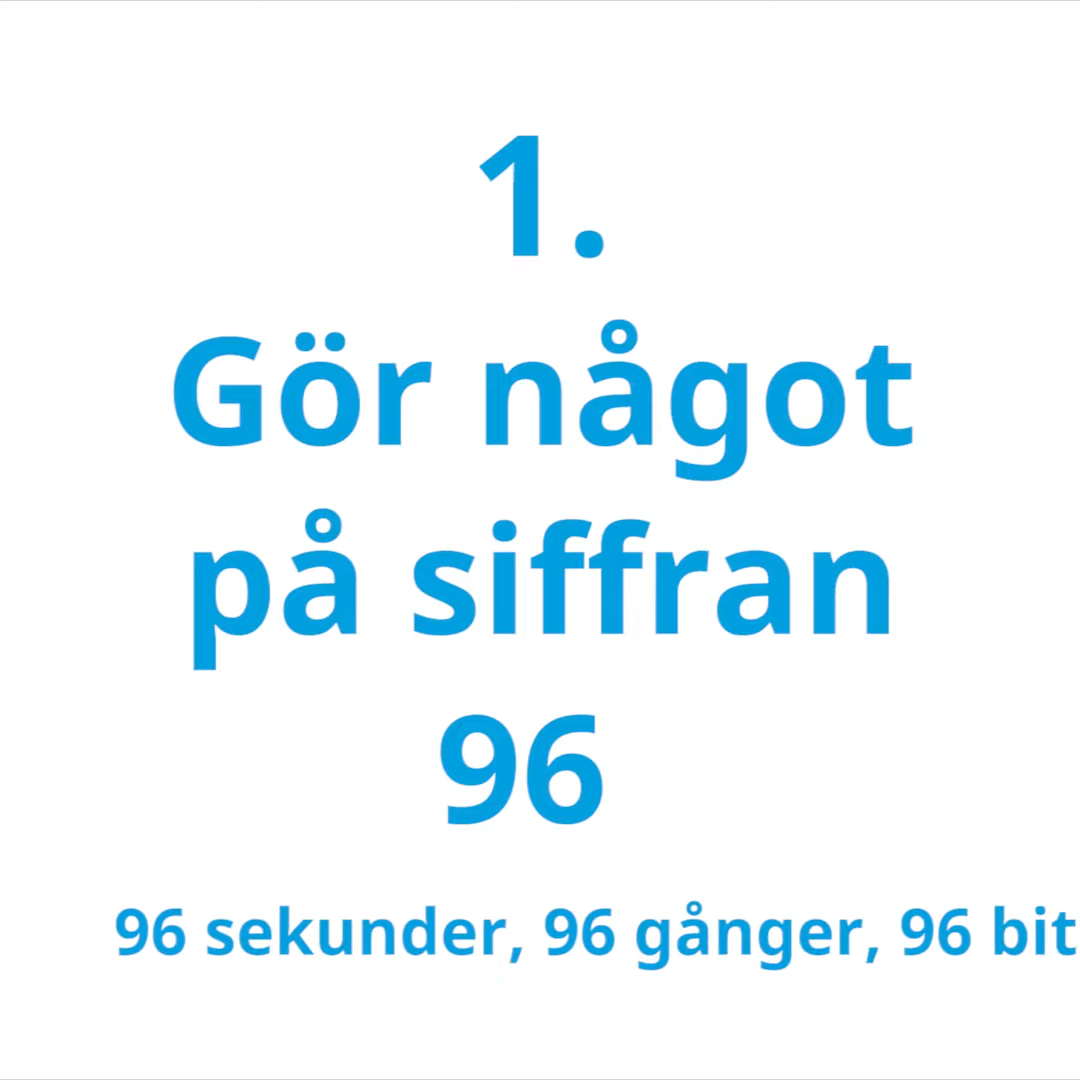 1.
Gör något
på siffran
96
96 sekunder, 96 gånger, 96 bit